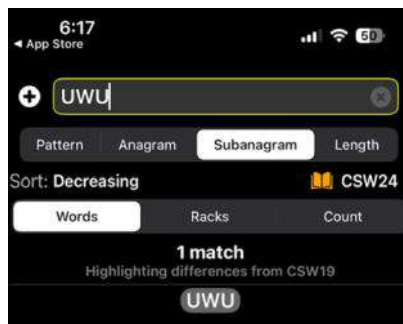 6:17
50
◀ App Store
UWU
Pattern Anagram Subanagram Length
Sort: Decreasing CSW24
Words Racks Count
1 match
Highlighting differences from CSW19
UWU